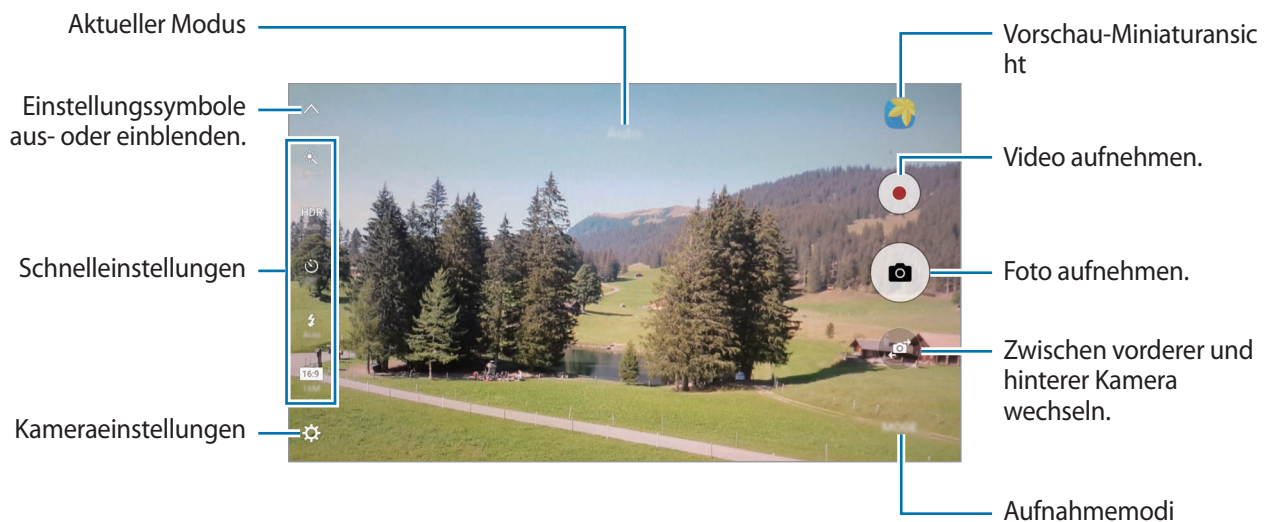 Aktueller Modus
Vorschau-Miniaturansic
ht
Einstellungssymbole
aus- oder einblenden.
Video aufnehmen.
HDR
Schnelleinstellungen
Foto aufnehmen.
16:9
Zwischen vorderer und
hinterer Kamera
wechseln.
Kameraeinstellungen
MODE
Aufnahmemodi